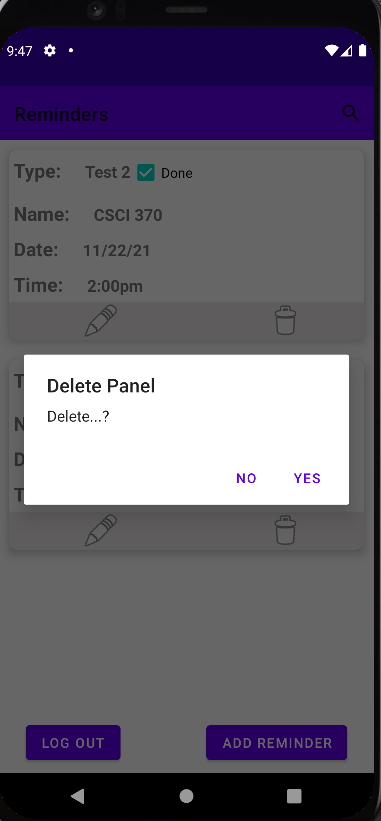 9:47
Reminders
Type: Test 2 Done
Name: CSCI 370
Date: 11/22/21
Time: 2:00pm
T
Delete Panel
Delete...?
N
D
NO YES
T
LOG OUT ADD REMINDER